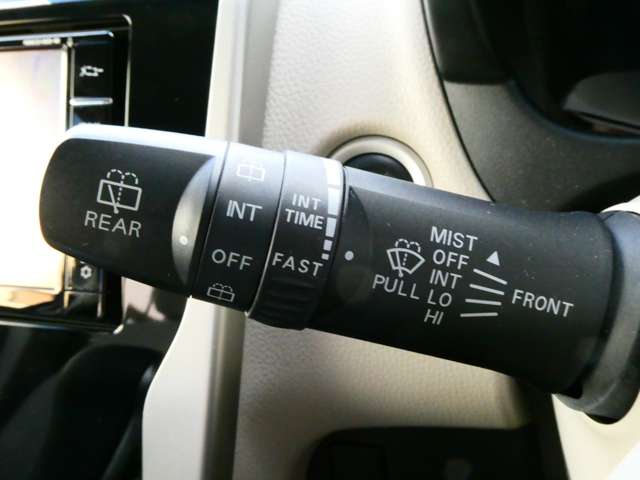 REAR
INT
OFF
INT
TIME
FAST
PULL
MIST
OFF
INT
LO
HI
FRONT